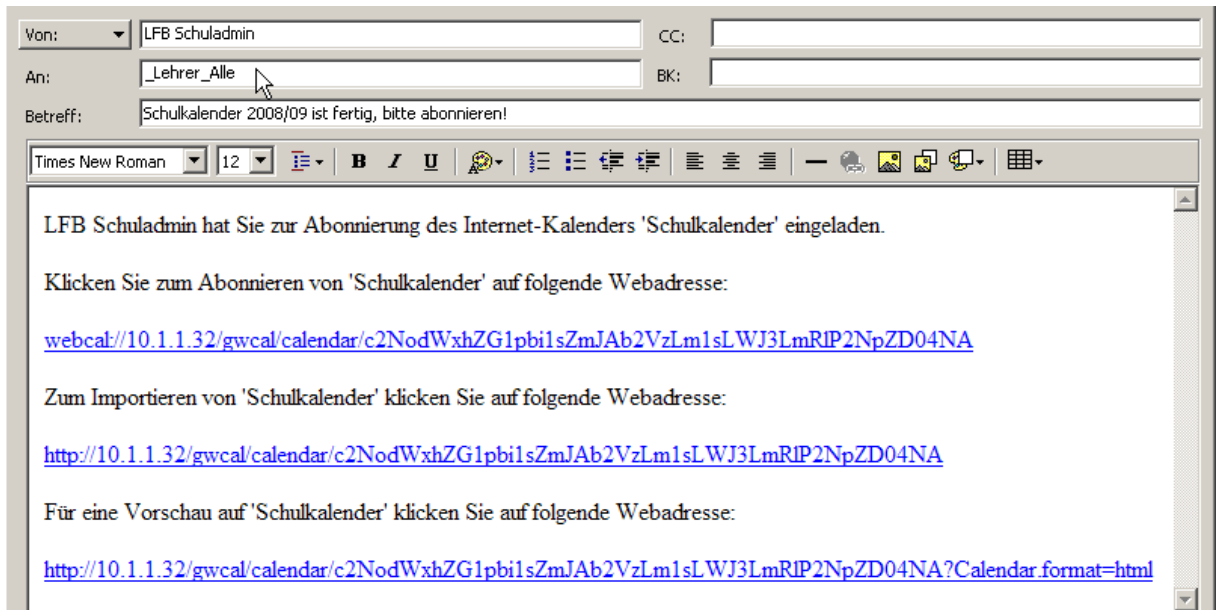 Von: LFB Schuladmin CC:
An: _Lehrer_Alle BK:
Betreff: Schulkalender 2008/09 ist fertig, bitte abonnieren!
Times New Roman 12 B I U
LFB Schuladmin hat Sie zur Abonnierung des Internet-Kalenders 'Schulkalender' eingeladen.
Klicken Sie zum Abonnieren von 'Schulkalender' auf folgende Webadresse:
webcal://10.1.1.32/gwcal/calendar/c2NodWxhZG1pbi1sZmJAb2VzLm1sLWJ3LmRlP2NpZD04NA
Zum Importieren von 'Schulkalender' klicken Sie auf folgende Webadresse:
http://10.1.1.32/gwcal/calendar/c2NodWxhZG1pbi1sZmJAb2VzLm1sLWJ3LmRlP2NpZD04NA
Für eine Vorschau auf 'Schulkalender' klicken Sie auf folgende Webadresse:
http://10.1.1.32/gwcal/calendar/c2NodWxhZG1pbi1sZmJAb2VzLm1sLWJ3LmRlP2NpZD04NA?Calendar.format=html